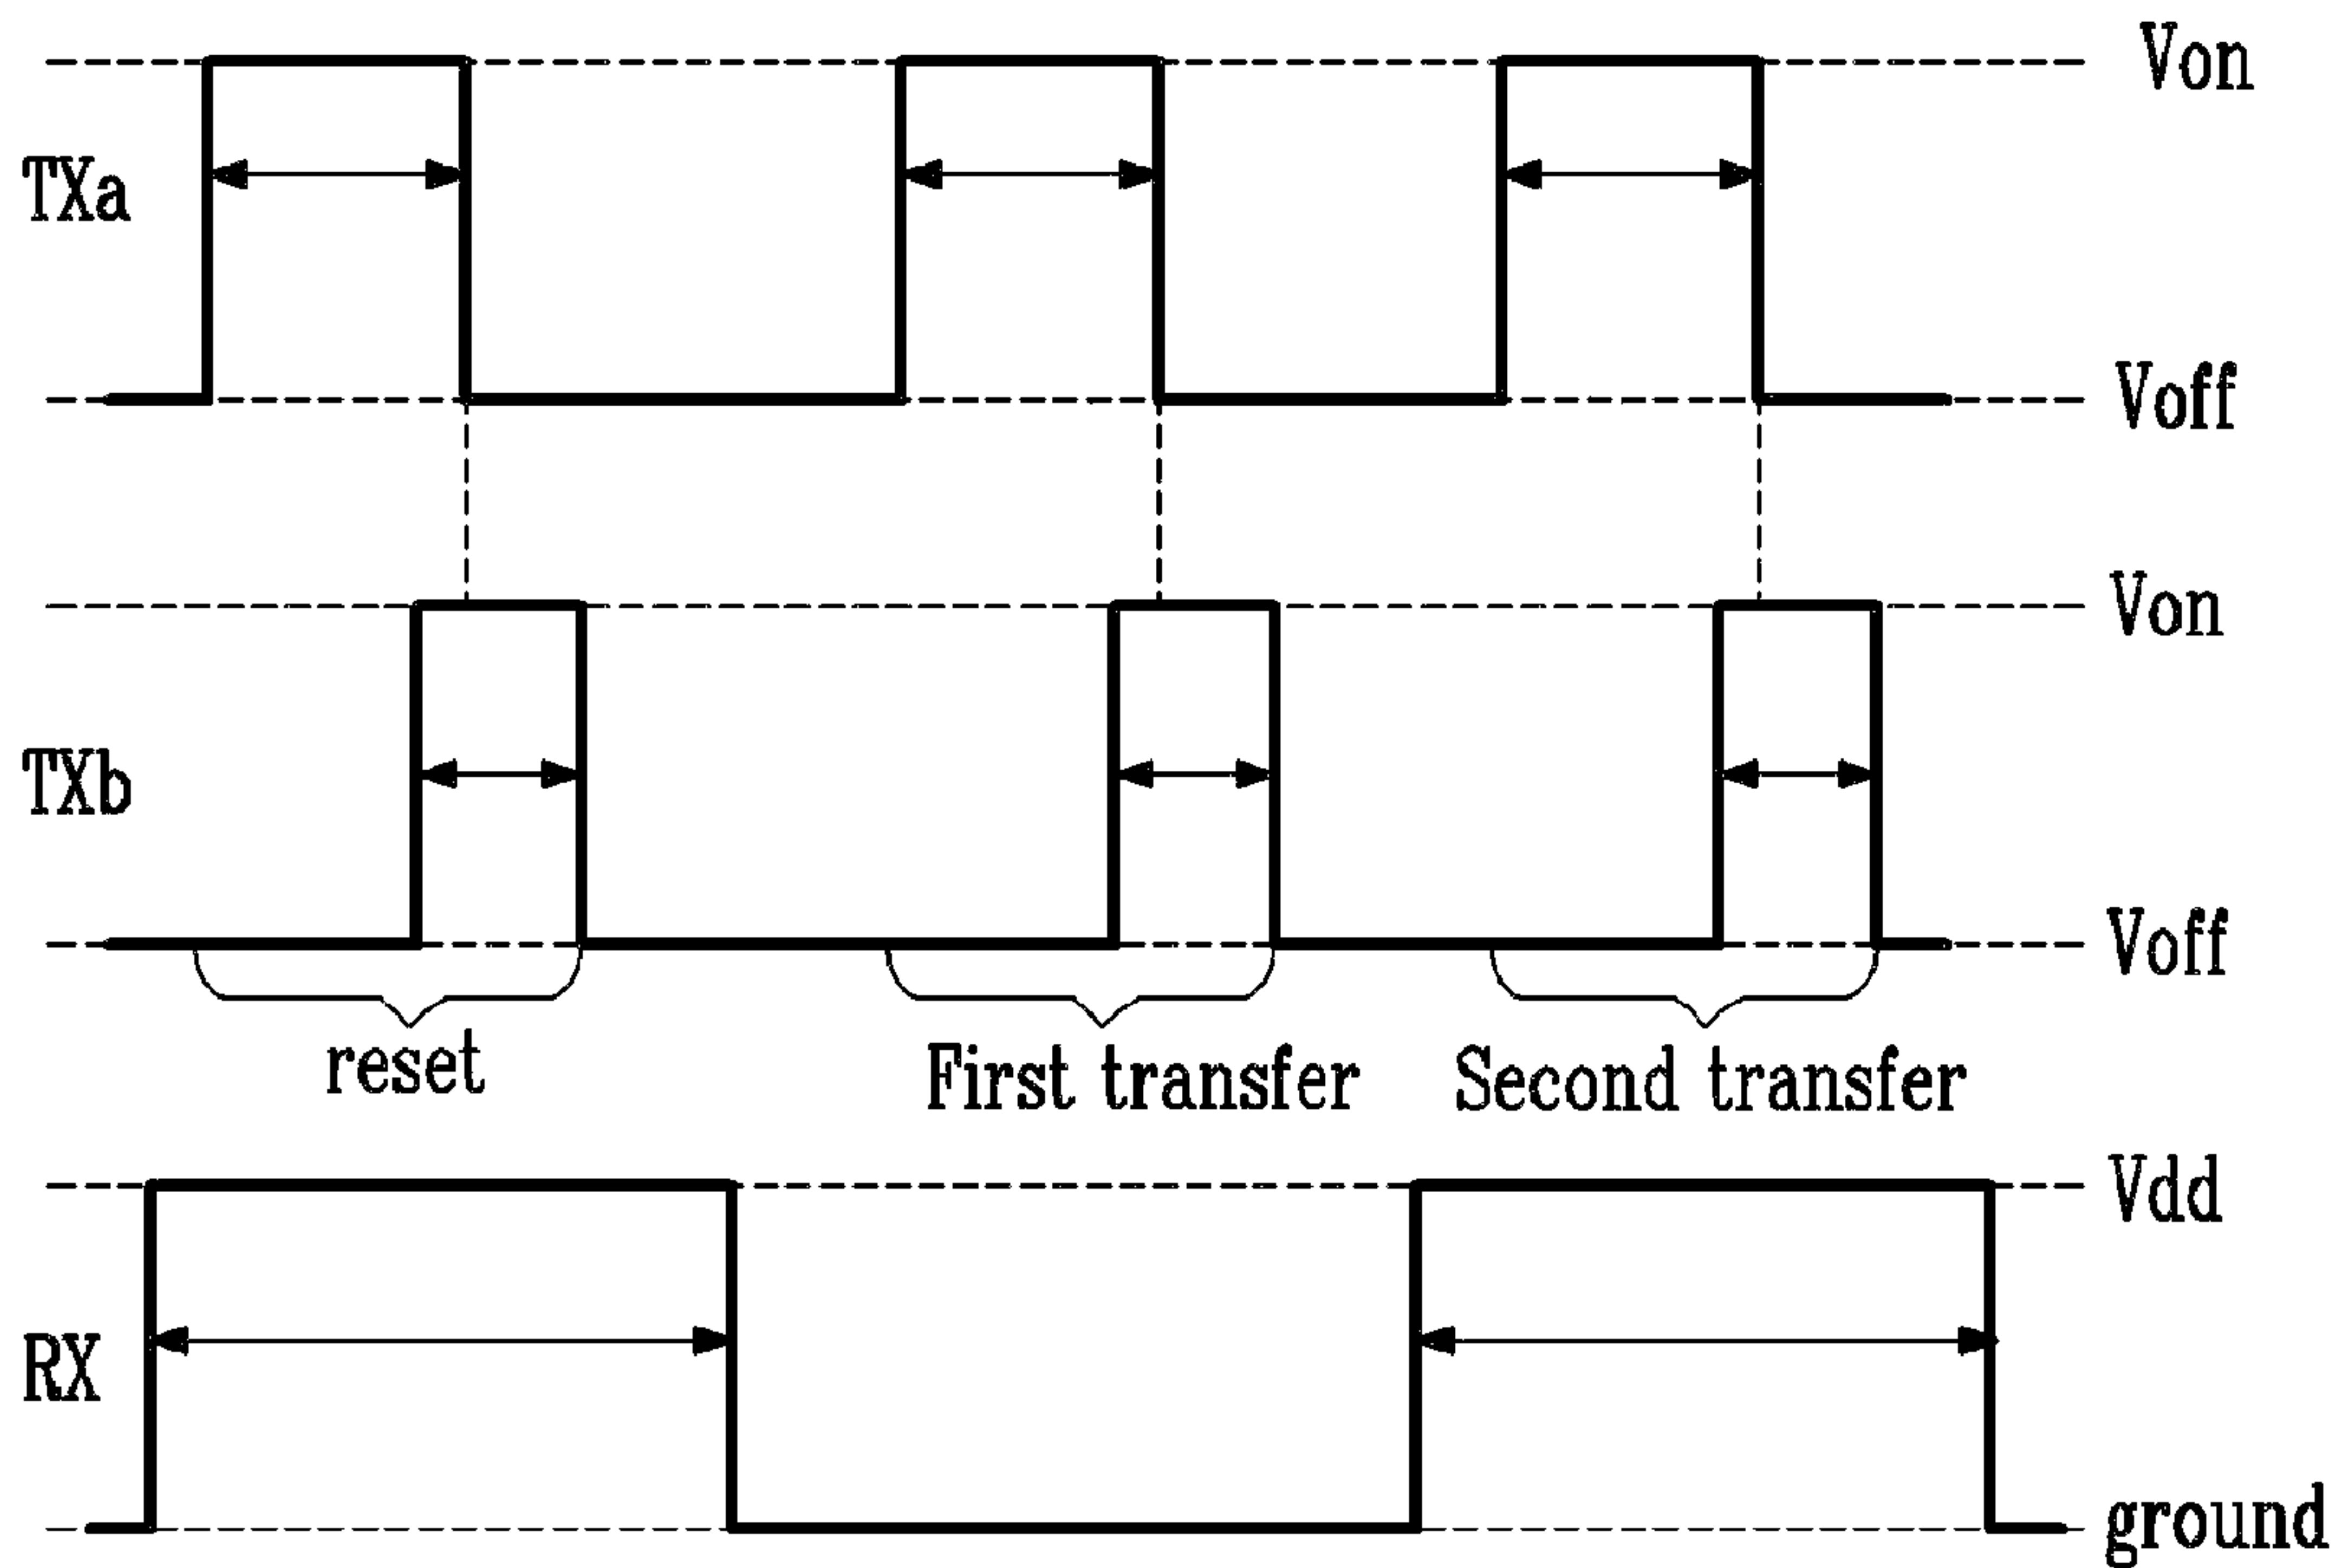 Von
TXa
Voff
Von
TXb
Voff
reset
First transfer
Second transfer
Vdd
RX
ground